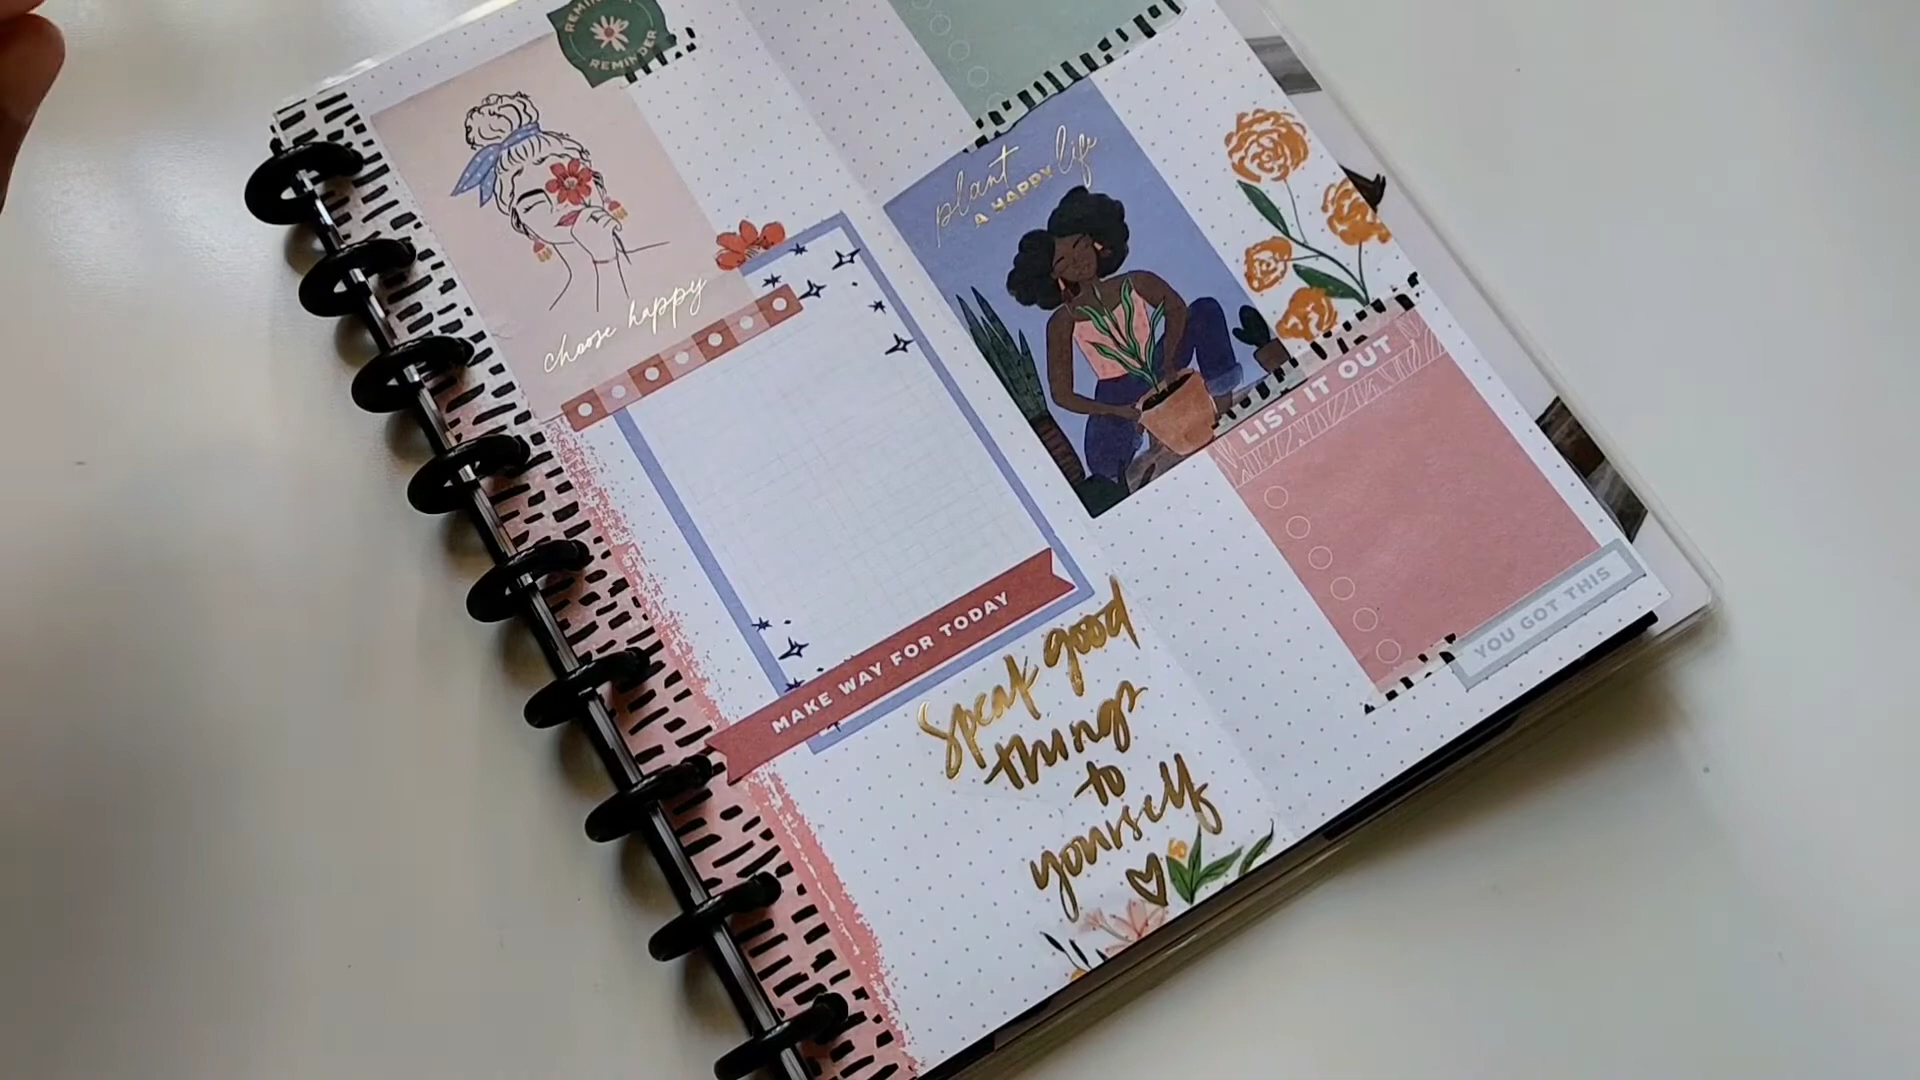 REMINDER
choose happy
plant
A HAPPY life
LIST IT OUT
YOU GOT THIS
MAKE WAY FOR TODAY
Speak good
things
to
yourself